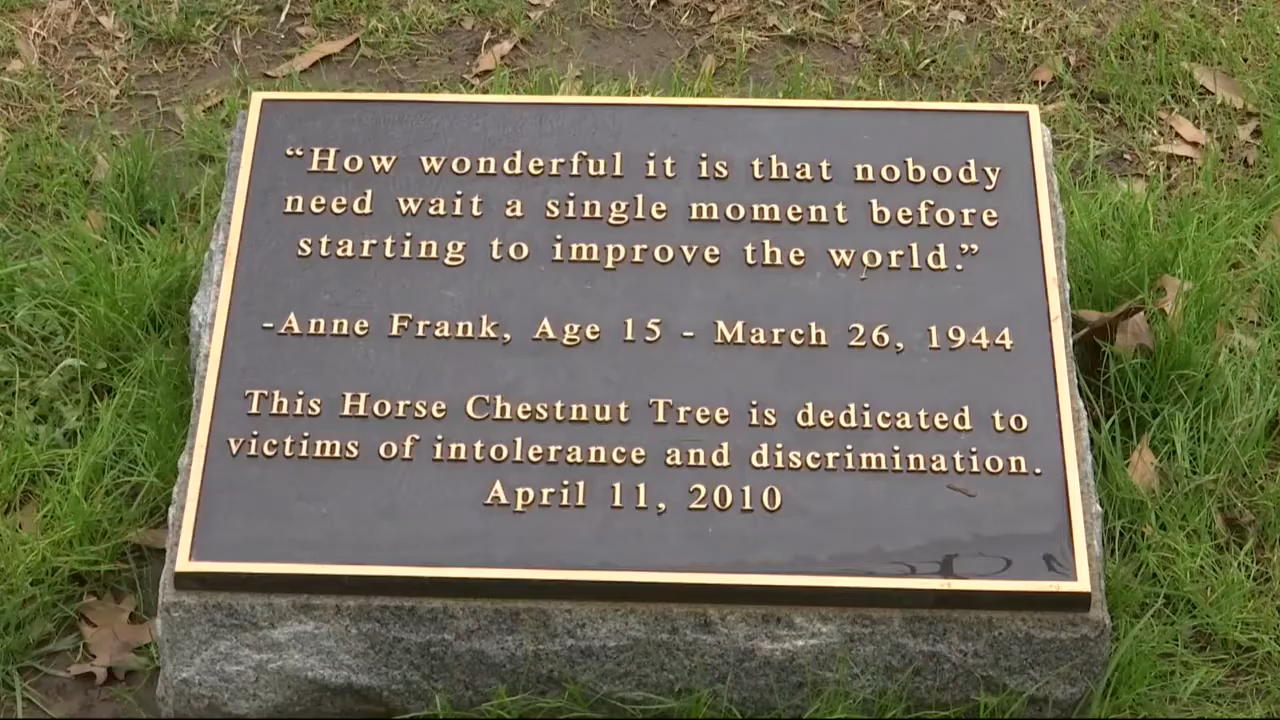 “How wonderful it is that nobody
need wait a single moment before
starting to improve the world.”
-Anne Frank, Age 15 - March 26, 1944
This Horse Chestnut Tree is dedicated to
victims of intolerance and discrimination.
April 11, 2010